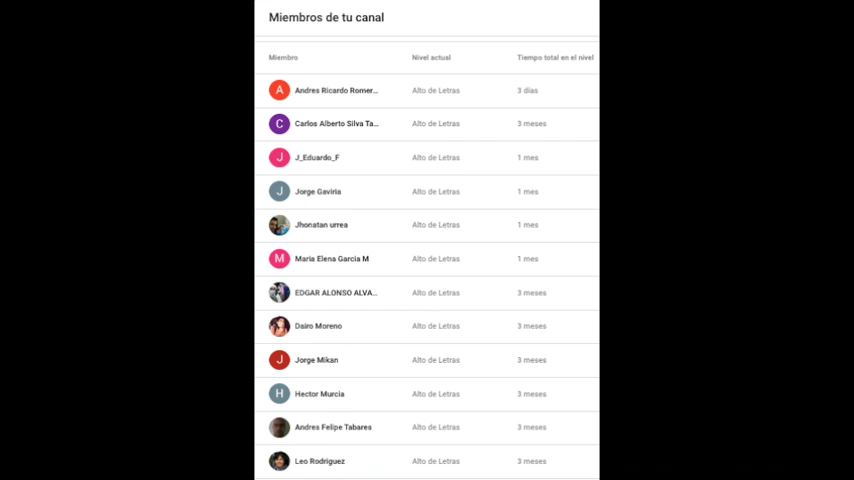 Miembros de tu canal
Miembro Nivel actual Tiempo total en el nivel
A Andres Ricardo Romer... Alto de Letras 3 días
C Carlos Alberto Silva Ta... Alto de Letras 3 meses
J J_Eduardo_F Alto de Letras 1 mes
J Jorge Gaviria Alto de Letras 1 mes
Jhonatan urrea Alto de Letras 1 mes
M Maria Elena Garcia M Alto de Letras 1 mes
EDGAR ALONSO ALVA... Alto de Letras 3 meses
Dairo Moreno Alto de Letras 3 meses
J Jorge Mikan Alto de Letras 3 meses
H Hector Murcia Alto de Letras 3 meses
Andres Felipe Tabares Alto de Letras 3 meses
Leo Rodriguez Alto de Letras 3 meses